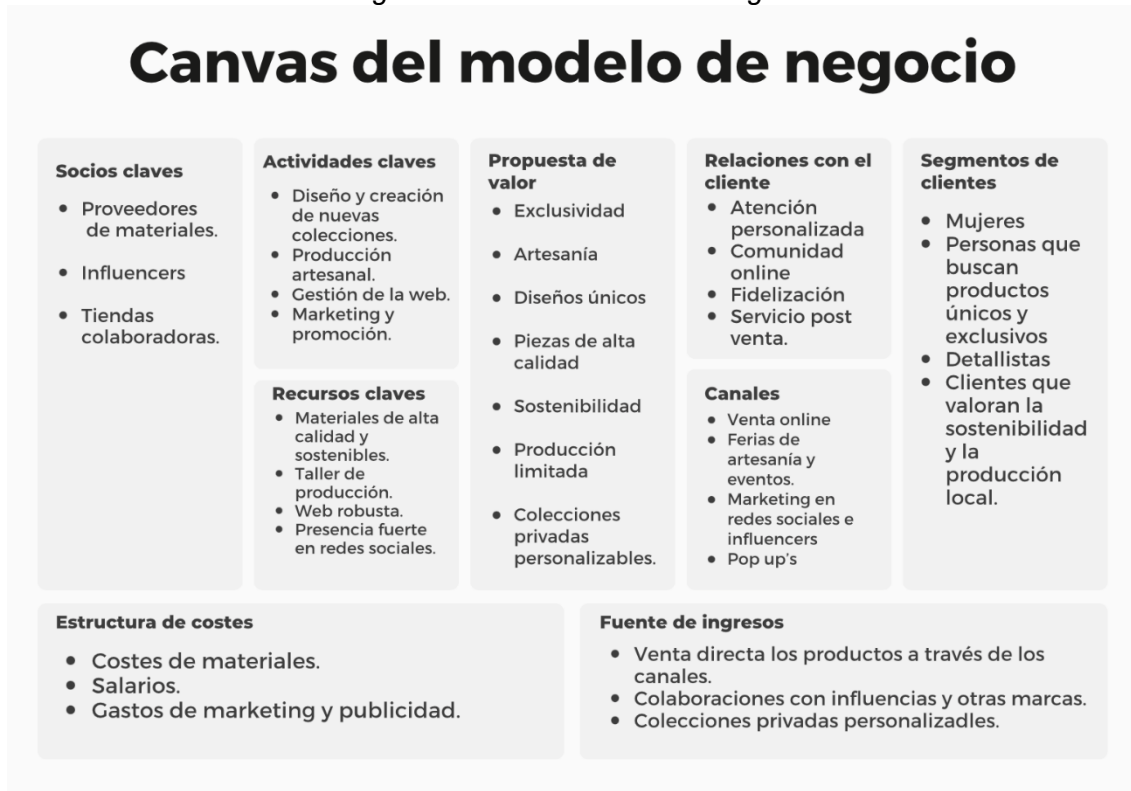 Canvas del modelo de negocio
Socios claves
• Proveedores
de materiales.
• Influencers
• Tiendas
colaboradoras.
Actividades claves
• Diseño y creación
de nuevas
colecciones.
• Producción
artesanal.
• Gestión de la web.
• Marketing y
promoción.
Recursos claves
• Materiales de alta
calidad y
sostenibles.
• Taller de
producción.
• Web robusta.
• Presencia fuerte
en redes sociales.
Propuesta de
valor
• Exclusividad
• Artesanía
• Diseños únicos
• Piezas de alta
calidad
• Sostenibilidad
• Producción
limitada
• Colecciones
privadas
personalizables.
Relaciones con el
cliente
• Atención
personalizada
• Comunidad
online
• Fidelización
• Servicio post
venta.
Canales
• Venta online
• Ferias de
artesanía y
eventos.
• Marketing en
redes sociales e
influencers
• Pop up's
Segmentos de
clientes
• Mujeres
• Personas que
buscan
productos
únicos y
exclusivos
• Detallistas
• Clientes que
valoran la
sostenibilidad
y la
producción
local.
Estructura de costes
• Costes de materiales.
• Salarios.
• Gastos de marketing y publicidad.
Fuente de ingresos
• Venta directa los productos a través de los
canales.
• Colaboraciones con influencias y otras marcas.
• Colecciones privadas personalizadles.